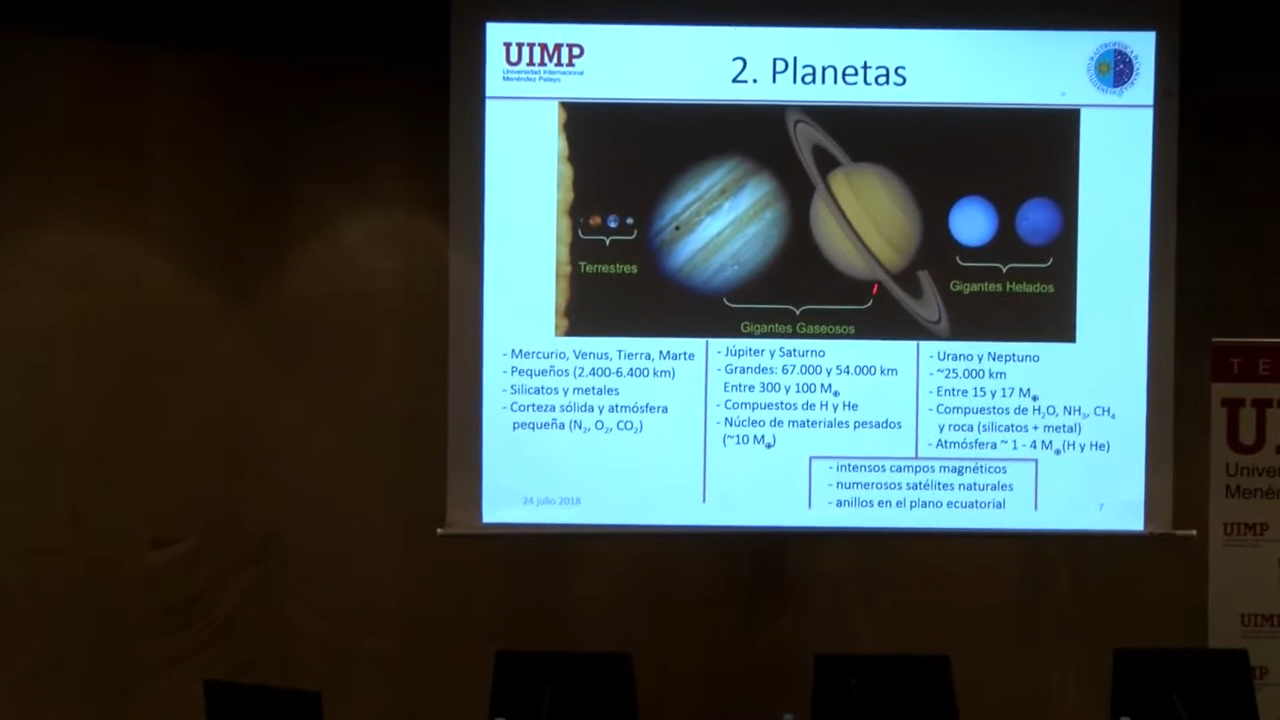 UIMP
Universidad Internacional
Menéndez Pelayo
2. Planetas
Terrestres
Gigantes Gaseosos
Gigantes Helados
- Mercurio, Venus, Tierra, Marte
- Pequeños (2.400-6.400 km)
- Silicatos y metales
- Corteza sólida y atmósfera
pequeña (N₂, O₂, CO₂)
- Júpiter y Saturno
- Grandes: 67.000 y 54.000 km
Entre 300 y 100 M⊕
- Compuestos de H y He
- Núcleo de materiales pesados
(~10 M⊕)
- Urano y Neptuno
- ~25.000 km
- Entre 15 y 17 M⊕
- Compuestos de H₂O, NH₃, CH₄
y roca (silicatos + metal)
- Atmósfera ~ 1 - 4 M⊕(H y He)
- intensos campos magnéticos
- numerosos satélites naturales
- anillos en el plano ecuatorial
24 julio 2018
7
T E
U
Univer
Menén
UIMP
UIM
IP